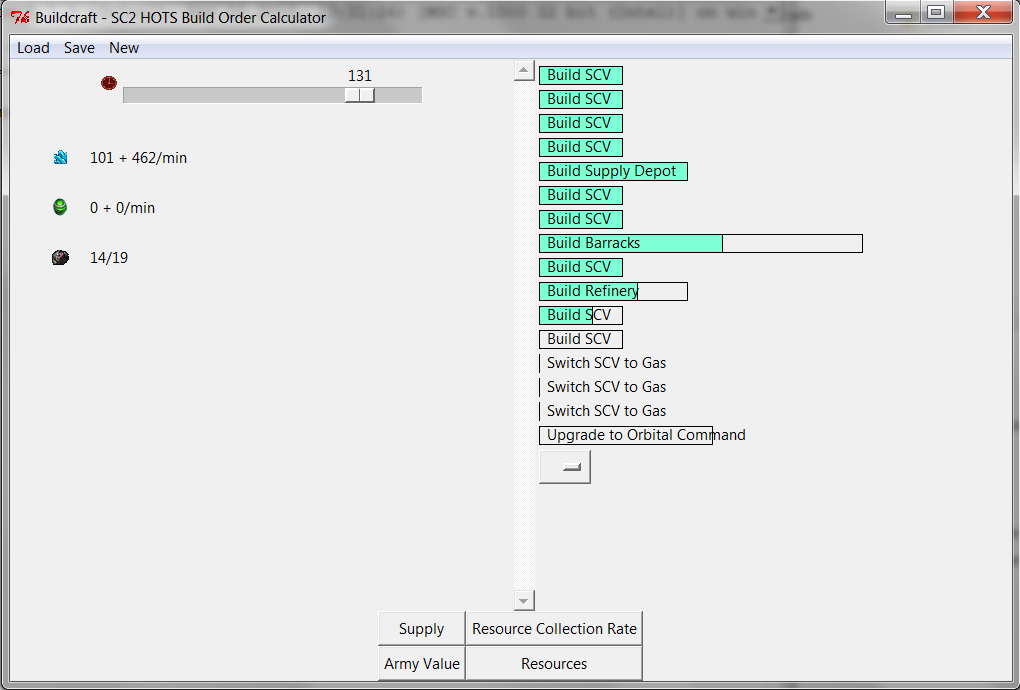 Buildcraft - SC2 HOTS Build Order Calculator
Load Save New
131
101 + 462/min
0 + 0/min
14/19
Build SCV
Build SCV
Build SCV
Build SCV
Build Supply Depot
Build SCV
Build SCV
Build Barracks
Build SCV
Build Refinery
Build SCV
Build SCV
Switch SCV to Gas
Switch SCV to Gas
Switch SCV to Gas
Upgrade to Orbital Command
Supply Resource Collection Rate
Army Value Resources